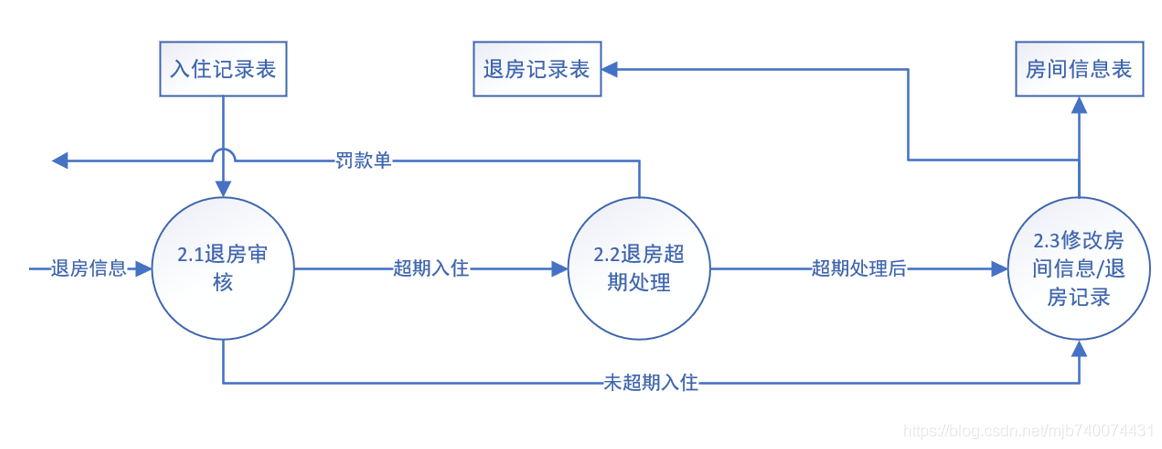 入住记录表
退房记录表
房间信息表
罚款单
2.1退房审
核
2.2退房超
期处理
2.3修改房
间信息/退
房记录
退房信息
超期入住
超期处理后
未超期入住
https://blog.csdn.net/mjb740074431